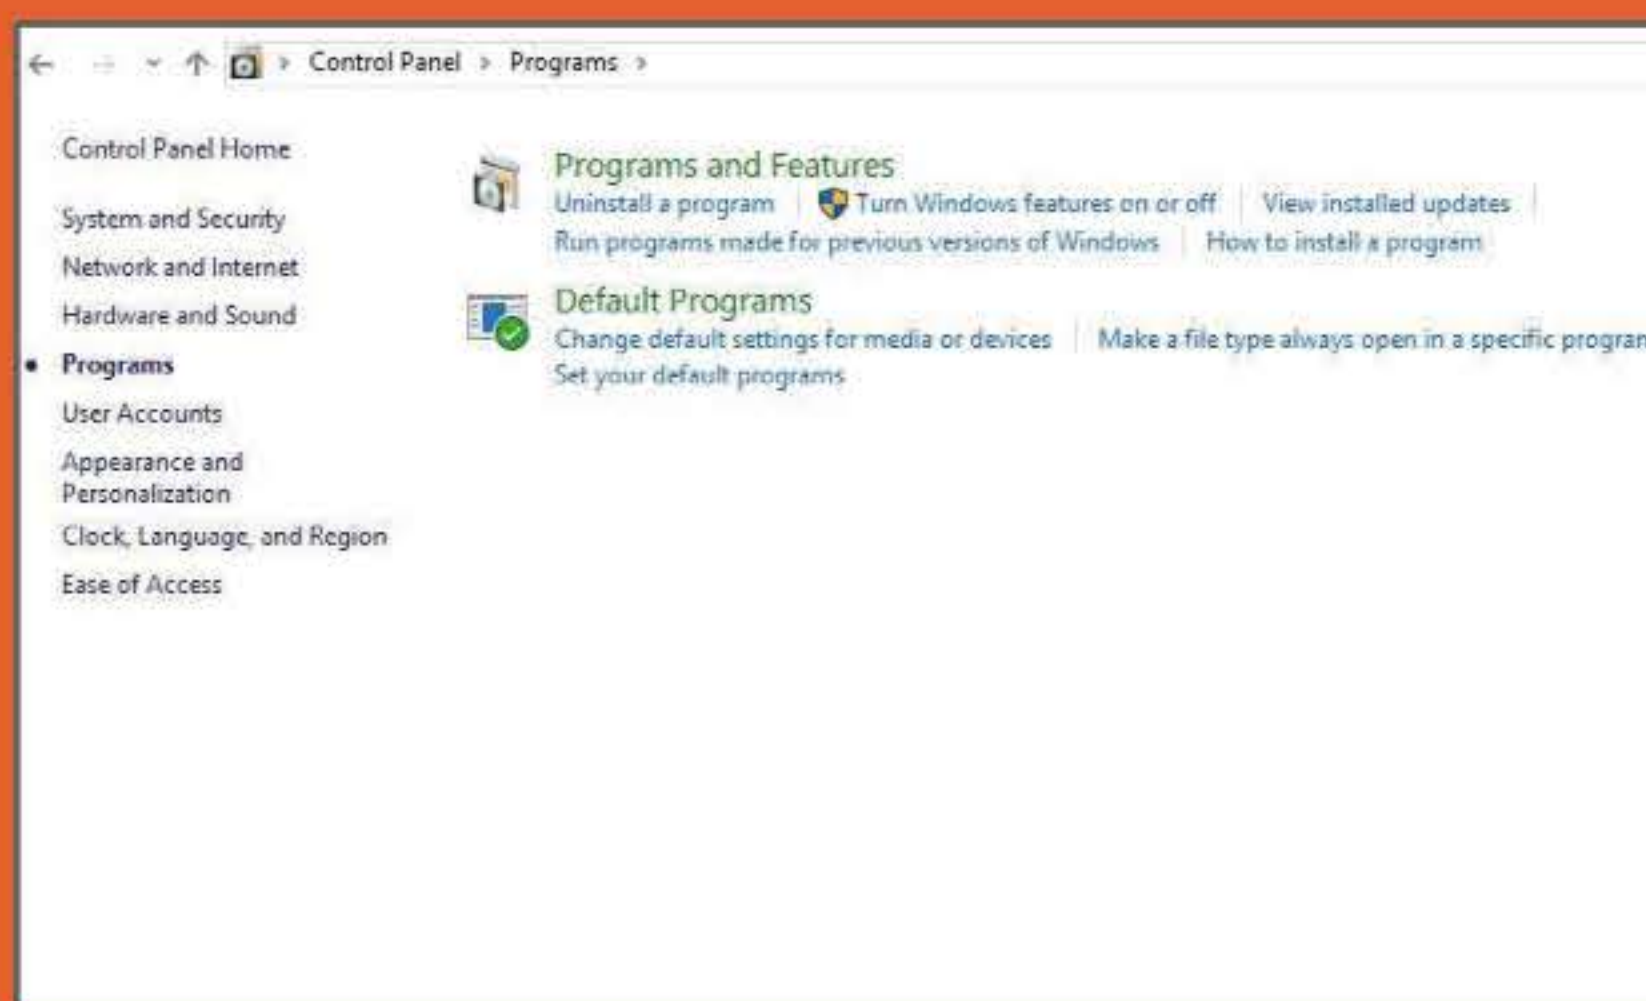 Control Panel > Programs >
Control Panel Home
System and Security
Network and Internet
Hardware and Sound
• Programs
User Accounts
Appearance and
Personalization
Clock, Language, and Region
Ease of Access
Programs and Features
Uninstall a program | Turn Windows features on or off | View installed updates
Run programs made for previous versions of Windows | How to install a program
Default Programs
Change default settings for media or devices | Make a file type always open in a specific program
Set your default programs